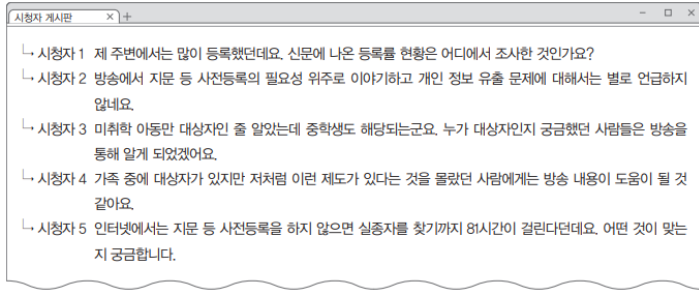 시청자 게시판 × +
시청자 1 제 주변에서는 많이 등록했던데요. 신문에 나온 등록률 현황은 어디에서 조사한 것인가요?
시청자 2 방송에서 지문 등 사전등록의 필요성 위주로 이야기하고 개인 정보 유출 문제에 대해서는 별로 언급하지
않네요.
시청자 3 미취학 아동만 대상자인 줄 알았는데 중학생도 해당되는군요. 누가 대상자인지 궁금했던 사람들은 방송을
통해 알게 되었겠어요.
시청자 4 가족 중에 대상자가 있지만 저처럼 이런 제도가 있다는 것을 몰랐던 사람에게는 방송 내용이 도움이 될 것
같아요.
시청자 5 인터넷에서는 지문 등 사전등록을 하지 않으면 실종자를 찾기까지 81시간이 걸린다던데요. 어떤 것이 맞는
지 궁금합니다.